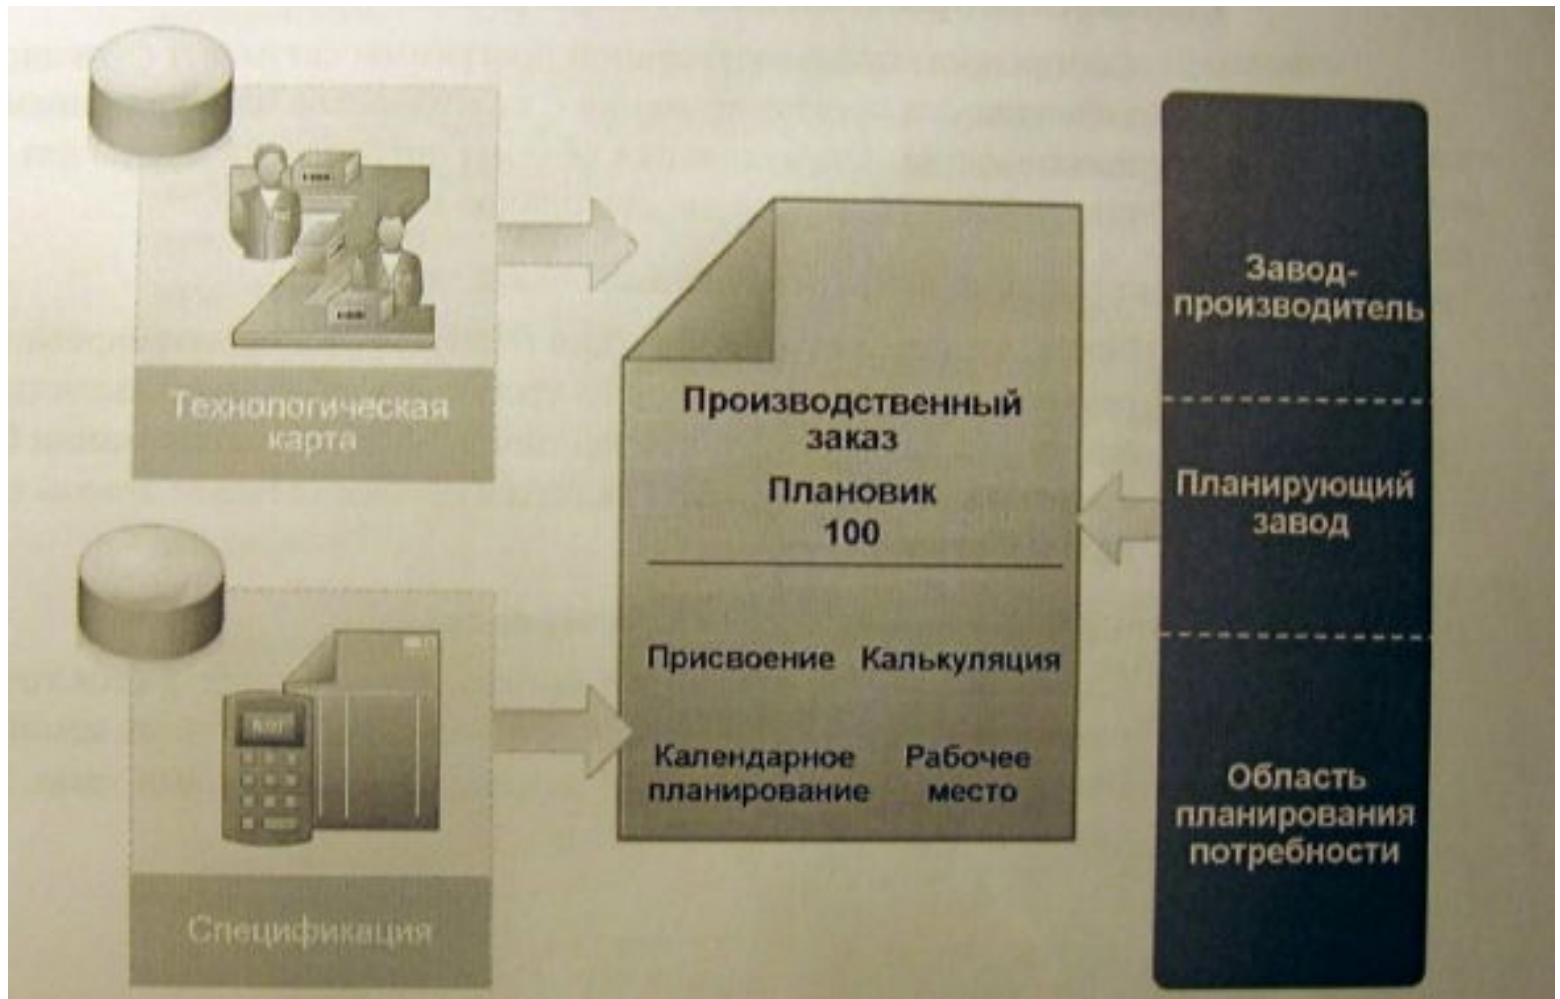 Технологическая
карта
Спецификация
Производственный
заказ
Плановик
100
Присвоение Калькуляция
Календарное
планирование
Рабочее
место
Завод-
производитель
Планирующий
завод
Область
планирования
потребности